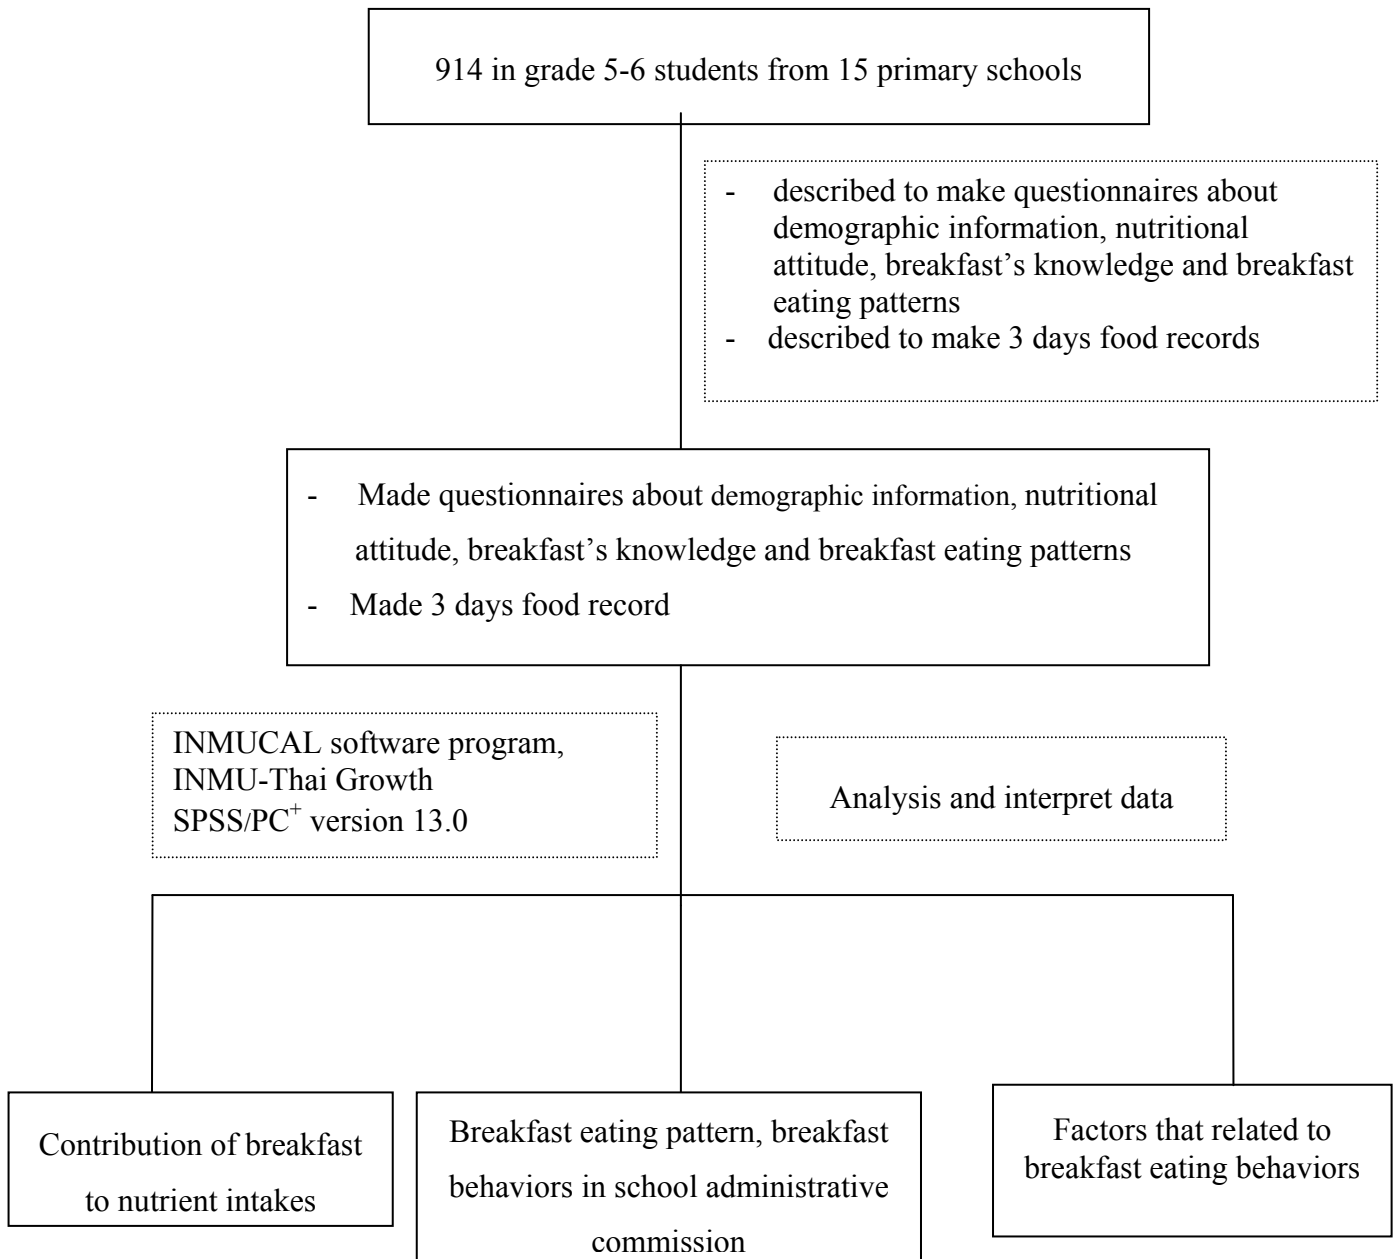 914 in grade 5-6 students from 15 primary schools
- described to make questionnaires about
demographic information, nutritional
attitude, breakfast’s knowledge and breakfast
eating patterns
- described to make 3 days food records
- Made questionnaires about demographic information, nutritional
attitude, breakfast’s knowledge and breakfast eating patterns
- Made 3 days food record
INMUCAL software program,
INMU-Thai Growth
SPSS/PC+ version 13.0
Analysis and interpret data
Contribution of breakfast
to nutrient intakes
Breakfast eating pattern, breakfast
behaviors in school administrative
commission
Factors that related to
breakfast eating behaviors